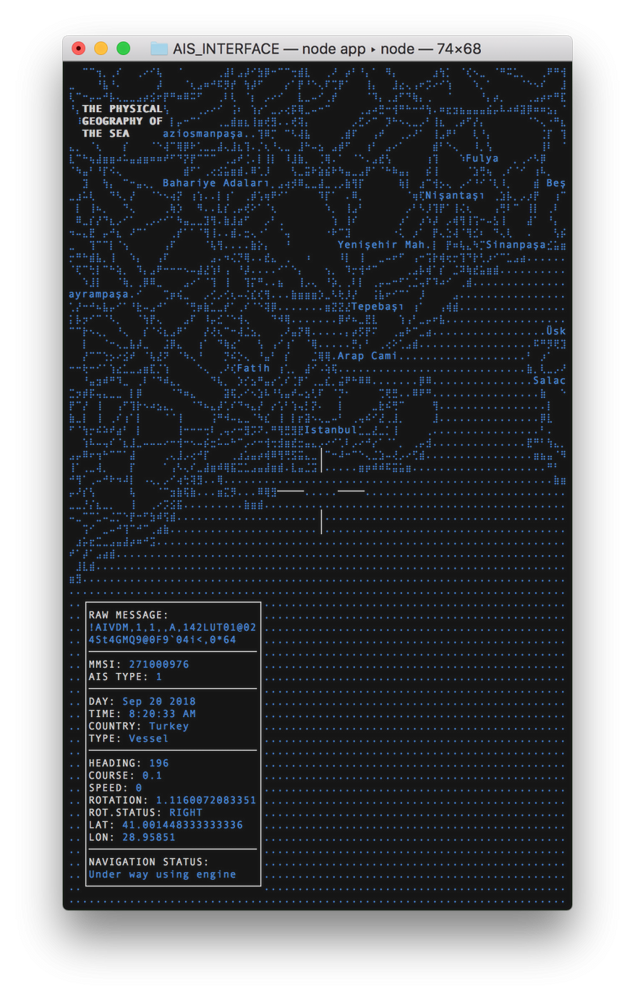 AIS_INTERFACE — node app ▸ node — 74×68
THE PHYSICAL
GEOGRAPHY OF
THE SEA
aziosmanpaşa
Fulya
Bahariye Adaları
Beş
Nişantaşı
Yenişehir Mah.
Sinanpaşa
ayrampaşa
Tepebaşı
Üsk
Arap Cami
Fatih
Salac
Istanbul
RAW MESSAGE:
!AIVDM,1,1,,A,142LUT01@02
4St4GMQ9@0F9`04i<,0*64
MMSI: 271000976
AIS TYPE: 1
DAY: Sep 20 2018
TIME: 8:20:33 AM
COUNTRY: Turkey
TYPE: Vessel
HEADING: 196
COURSE: 0.1
SPEED: 0
ROTATION: 1.1160072083351
ROT.STATUS: RIGHT
LAT: 41.001448333333336
LON: 28.95851
NAVIGATION STATUS:
Under way using engine